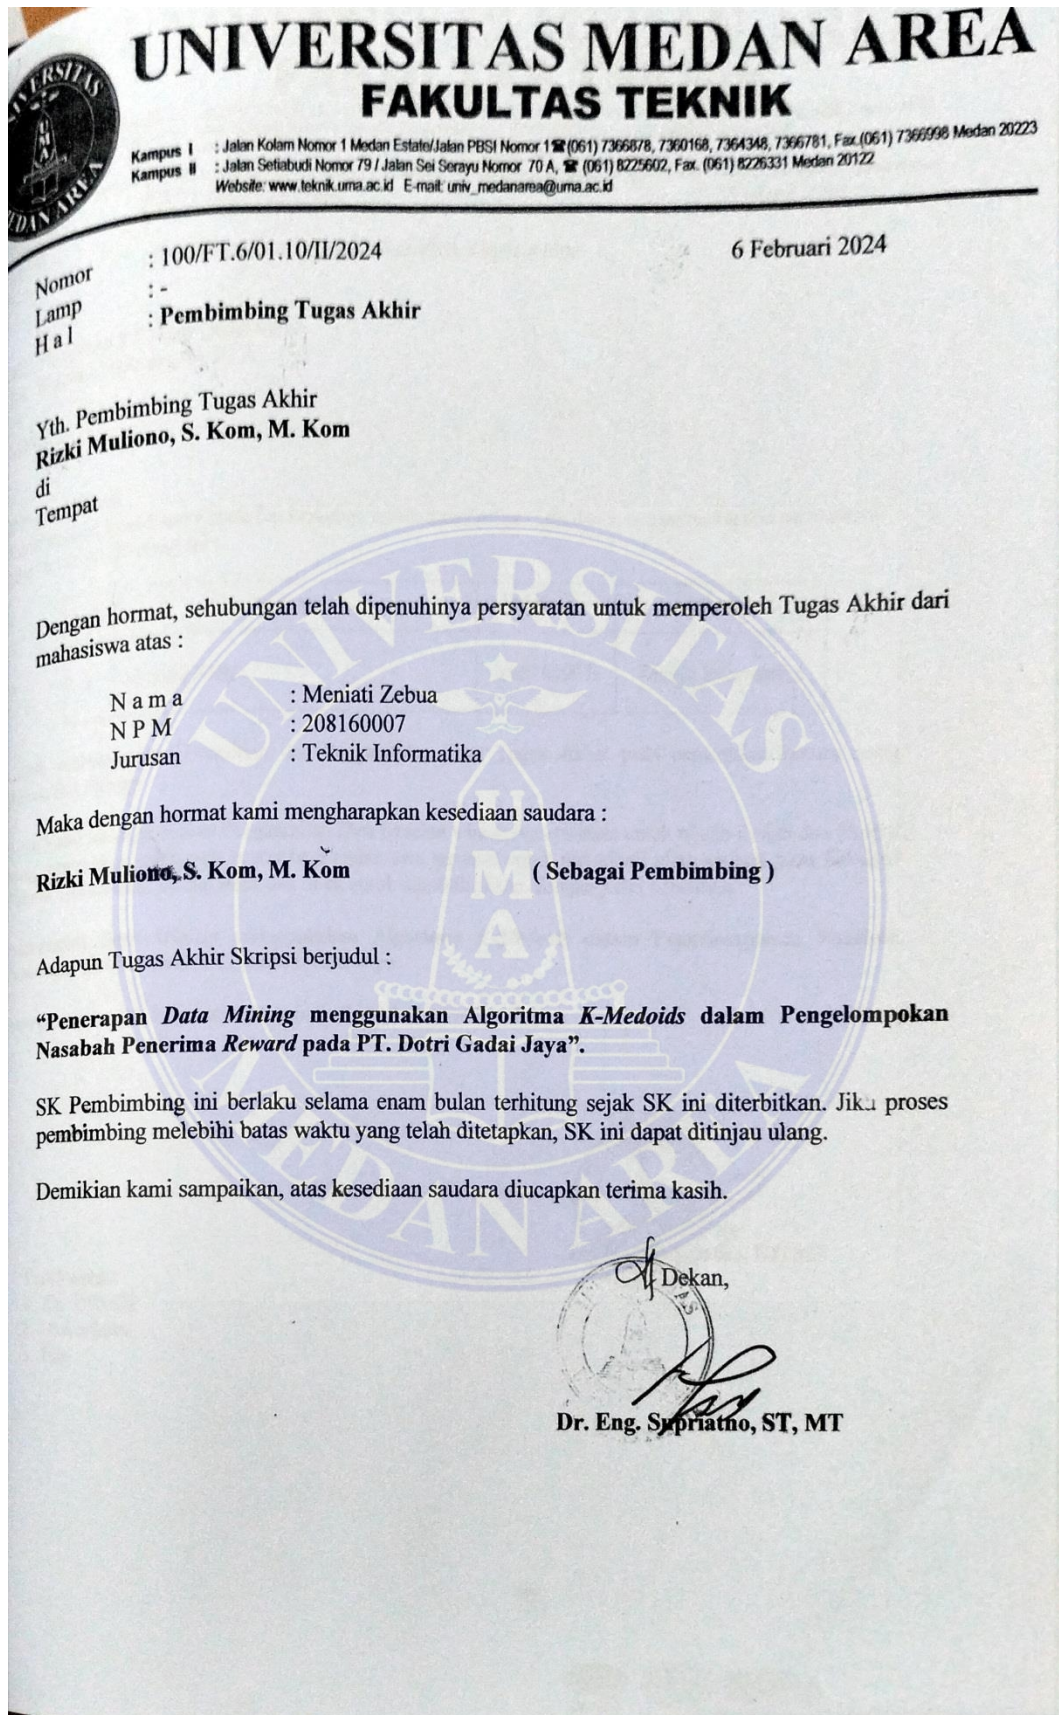 UNIVERSITAS MEDAN AREA
FAKULTAS TEKNIK
Kampus I : Jalan Kolam Nomor 1 Medan Estate/Jalan PBSI Nomor 1 ☎ (061) 7366878, 7360168, 7364348, 7366781, Fax.(061) 7366998 Medan 20223
Kampus II : Jalan Setiabudi Nomor 79 / Jalan Sei Serayu Nomor 70 A, ☎ (061) 8225602, Fax. (061) 8226331 Medan 20122
Website: www.teknik.uma.ac.id E-mail: univ_medanarea@uma.ac.id
Nomor : 100/FT.6/01.10/II/2024 6 Februari 2024
Lamp : -
Hal : Pembimbing Tugas Akhir
Yth. Pembimbing Tugas Akhir
Rizki Muliono, S. Kom, M. Kom
di
Tempat
Dengan hormat, sehubungan telah dipenuhinya persyaratan untuk memperoleh Tugas Akhir dari
mahasiswa atas :
N a m a : Meniati Zebua
N P M : 208160007
Jurusan : Teknik Informatika
Maka dengan hormat kami mengharapkan kesediaan saudara :
Rizki Muliono, S. Kom, M. Kom ( Sebagai Pembimbing )
Adapun Tugas Akhir Skripsi berjudul :
“Penerapan Data Mining menggunakan Algoritma K-Medoids dalam Pengelompokan
Nasabah Penerima Reward pada PT. Dotri Gadai Jaya”.
SK Pembimbing ini berlaku selama enam bulan terhitung sejak SK ini diterbitkan. Jika proses
pembimbing melebihi batas waktu yang telah ditetapkan, SK ini dapat ditinjau ulang.
Demikian kami sampaikan, atas kesediaan saudara diucapkan terima kasih.
Dekan,
Dr. Eng. Supriatno, ST, MT
UNIVERSITAS
UMA
MEDAN AREA